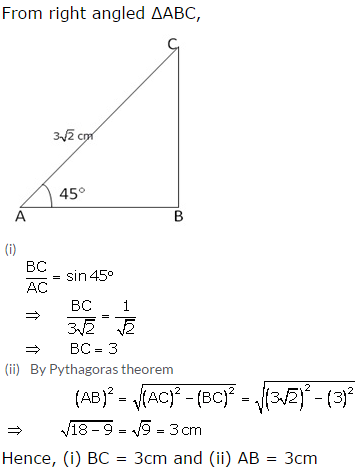 From right angled ΔABC,
C
3√2 cm
45°
A
B
(i)
BC/AC = sin 45°
⇒ BC/3√2 = 1/√2
⇒ BC = 3
(ii) By Pythagoras theorem
(AB)² = √((AC)² − (BC)²) = √((3√2)² − (3)²)
⇒ √(18 − 9) = √9 = 3 cm
Hence, (i) BC = 3cm and (ii) AB = 3cm